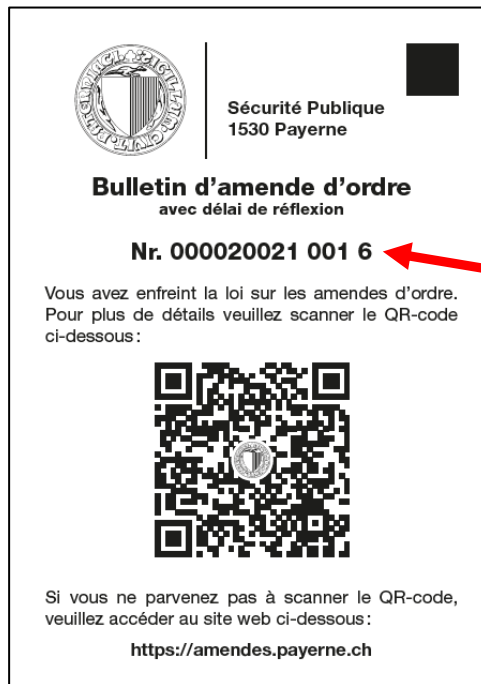 Sécurité Publique
1530 Payerne
Bulletin d'amende d'ordre
avec délai de réflexion
Nr. 000020021 001 6
Vous avez enfreint la loi sur les amendes d'ordre.
Pour plus de détails veuillez scanner le QR-code
ci-dessous :
Si vous ne parvenez pas à scanner le QR-code,
veuillez accéder au site web ci-dessous :
https://amendes.payerne.ch